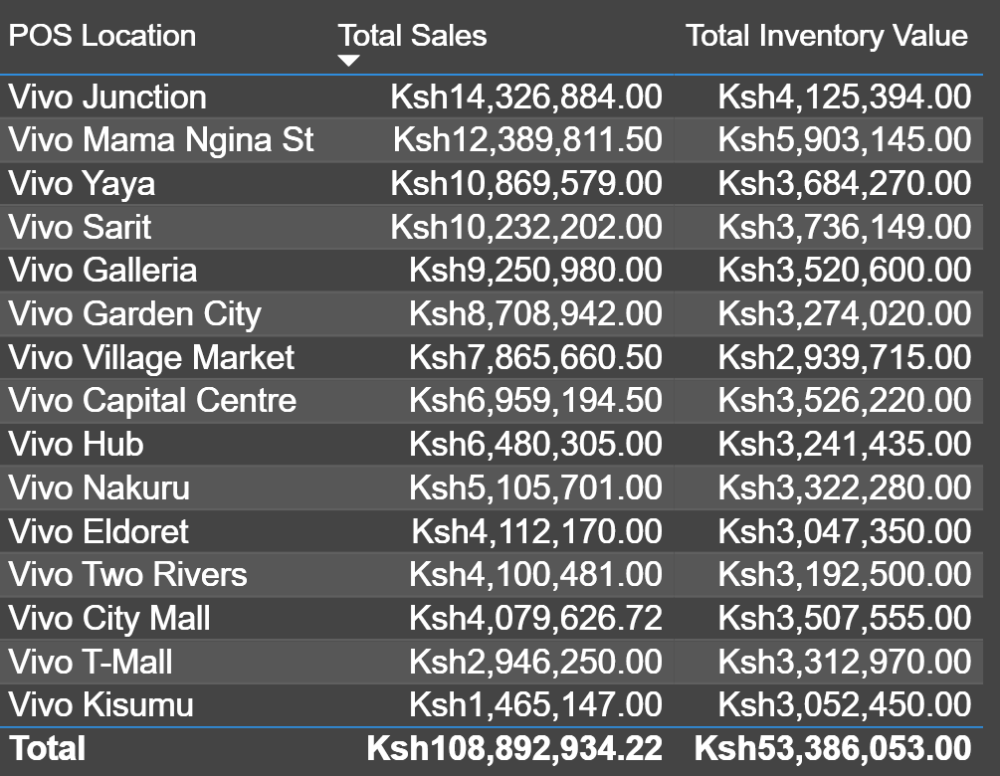 POS Location Total Sales Total Inventory Value
Vivo Junction Ksh14,326,884.00 Ksh4,125,394.00
Vivo Mama Ngina St Ksh12,389,811.50 Ksh5,903,145.00
Vivo Yaya Ksh10,869,579.00 Ksh3,684,270.00
Vivo Sarit Ksh10,232,202.00 Ksh3,736,149.00
Vivo Galleria Ksh9,250,980.00 Ksh3,520,600.00
Vivo Garden City Ksh8,708,942.00 Ksh3,274,020.00
Vivo Village Market Ksh7,865,660.50 Ksh2,939,715.00
Vivo Capital Centre Ksh6,959,194.50 Ksh3,526,220.00
Vivo Hub Ksh6,480,305.00 Ksh3,241,435.00
Vivo Nakuru Ksh5,105,701.00 Ksh3,322,280.00
Vivo Eldoret Ksh4,112,170.00 Ksh3,047,350.00
Vivo Two Rivers Ksh4,100,481.00 Ksh3,192,500.00
Vivo City Mall Ksh4,079,626.72 Ksh3,507,555.00
Vivo T-Mall Ksh2,946,250.00 Ksh3,312,970.00
Vivo Kisumu Ksh1,465,147.00 Ksh3,052,450.00
Total Ksh108,892,934.22 Ksh53,386,053.00